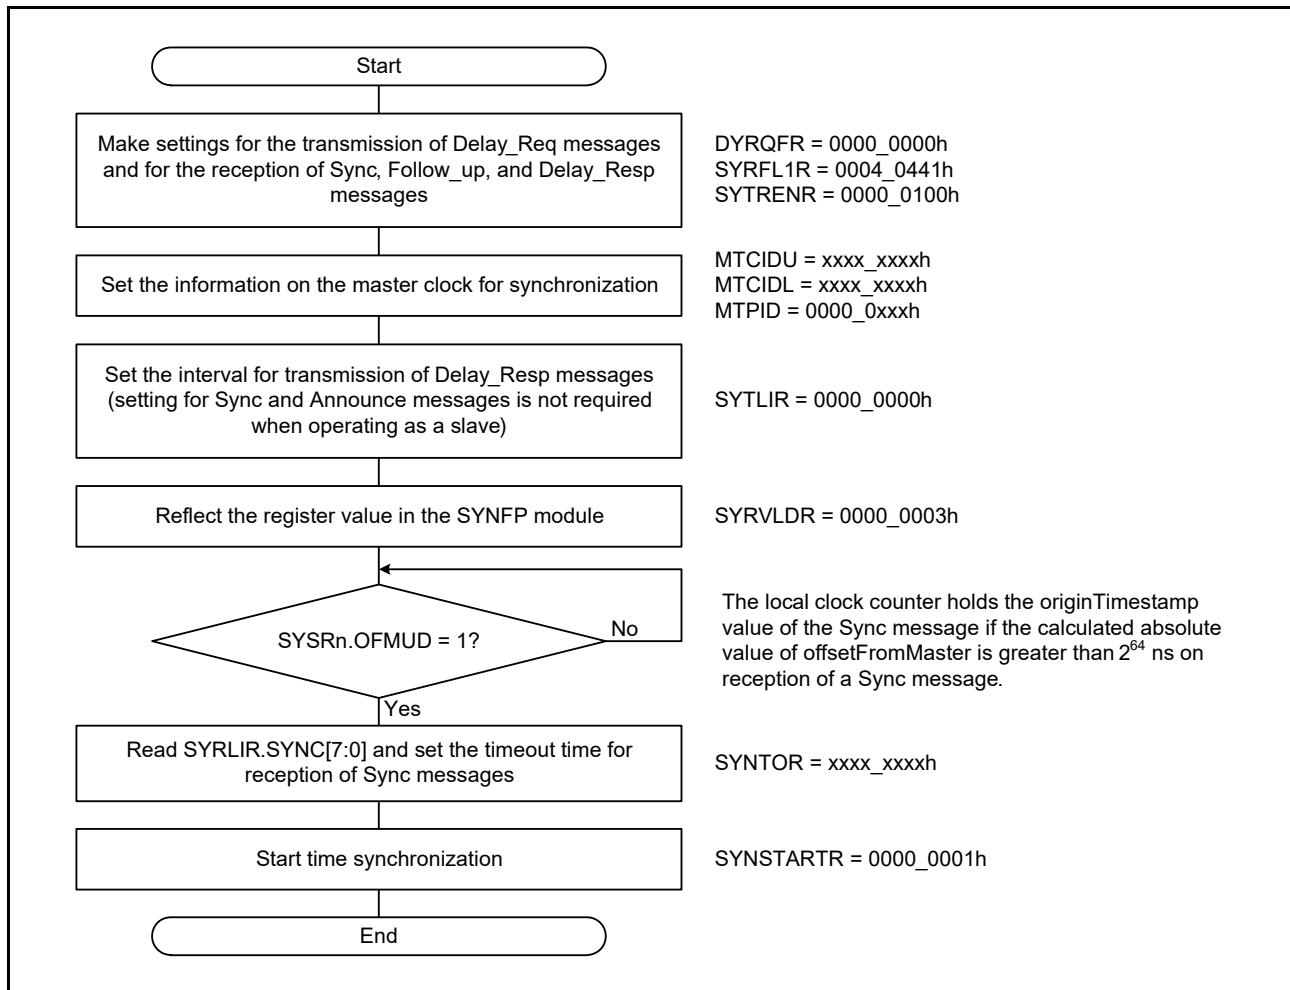 Start
Make settings for the transmission of Delay_Req messages
and for the reception of Sync, Follow_up, and Delay_Resp
messages
DYRQFR = 0000_0000h
SYRFL1R = 0004_0441h
SYTRENR = 0000_0100h
Set the information on the master clock for synchronization
MTCIDU = xxxx_xxxxh
MTCIDL = xxxx_xxxxh
MTPID = 0000_0xxxh
Set the interval for transmission of Delay_Resp messages
(setting for Sync and Announce messages is not required
when operating as a slave)
SYTLIR = 0000_0000h
Reflect the register value in the SYNFP module
SYRVLDR = 0000_0003h
SYSRn.OFMUD = 1?
No
Yes
The local clock counter holds the originTimestamp
value of the Sync message if the calculated absolute
value of offsetFromMaster is greater than 2⁶⁴ ns on
reception of a Sync message.
Read SYRLIR.SYNC[7:0] and set the timeout time for
reception of Sync messages
SYNTOR = xxxx_xxxxh
Start time synchronization
SYNSTARTR = 0000_0001h
End